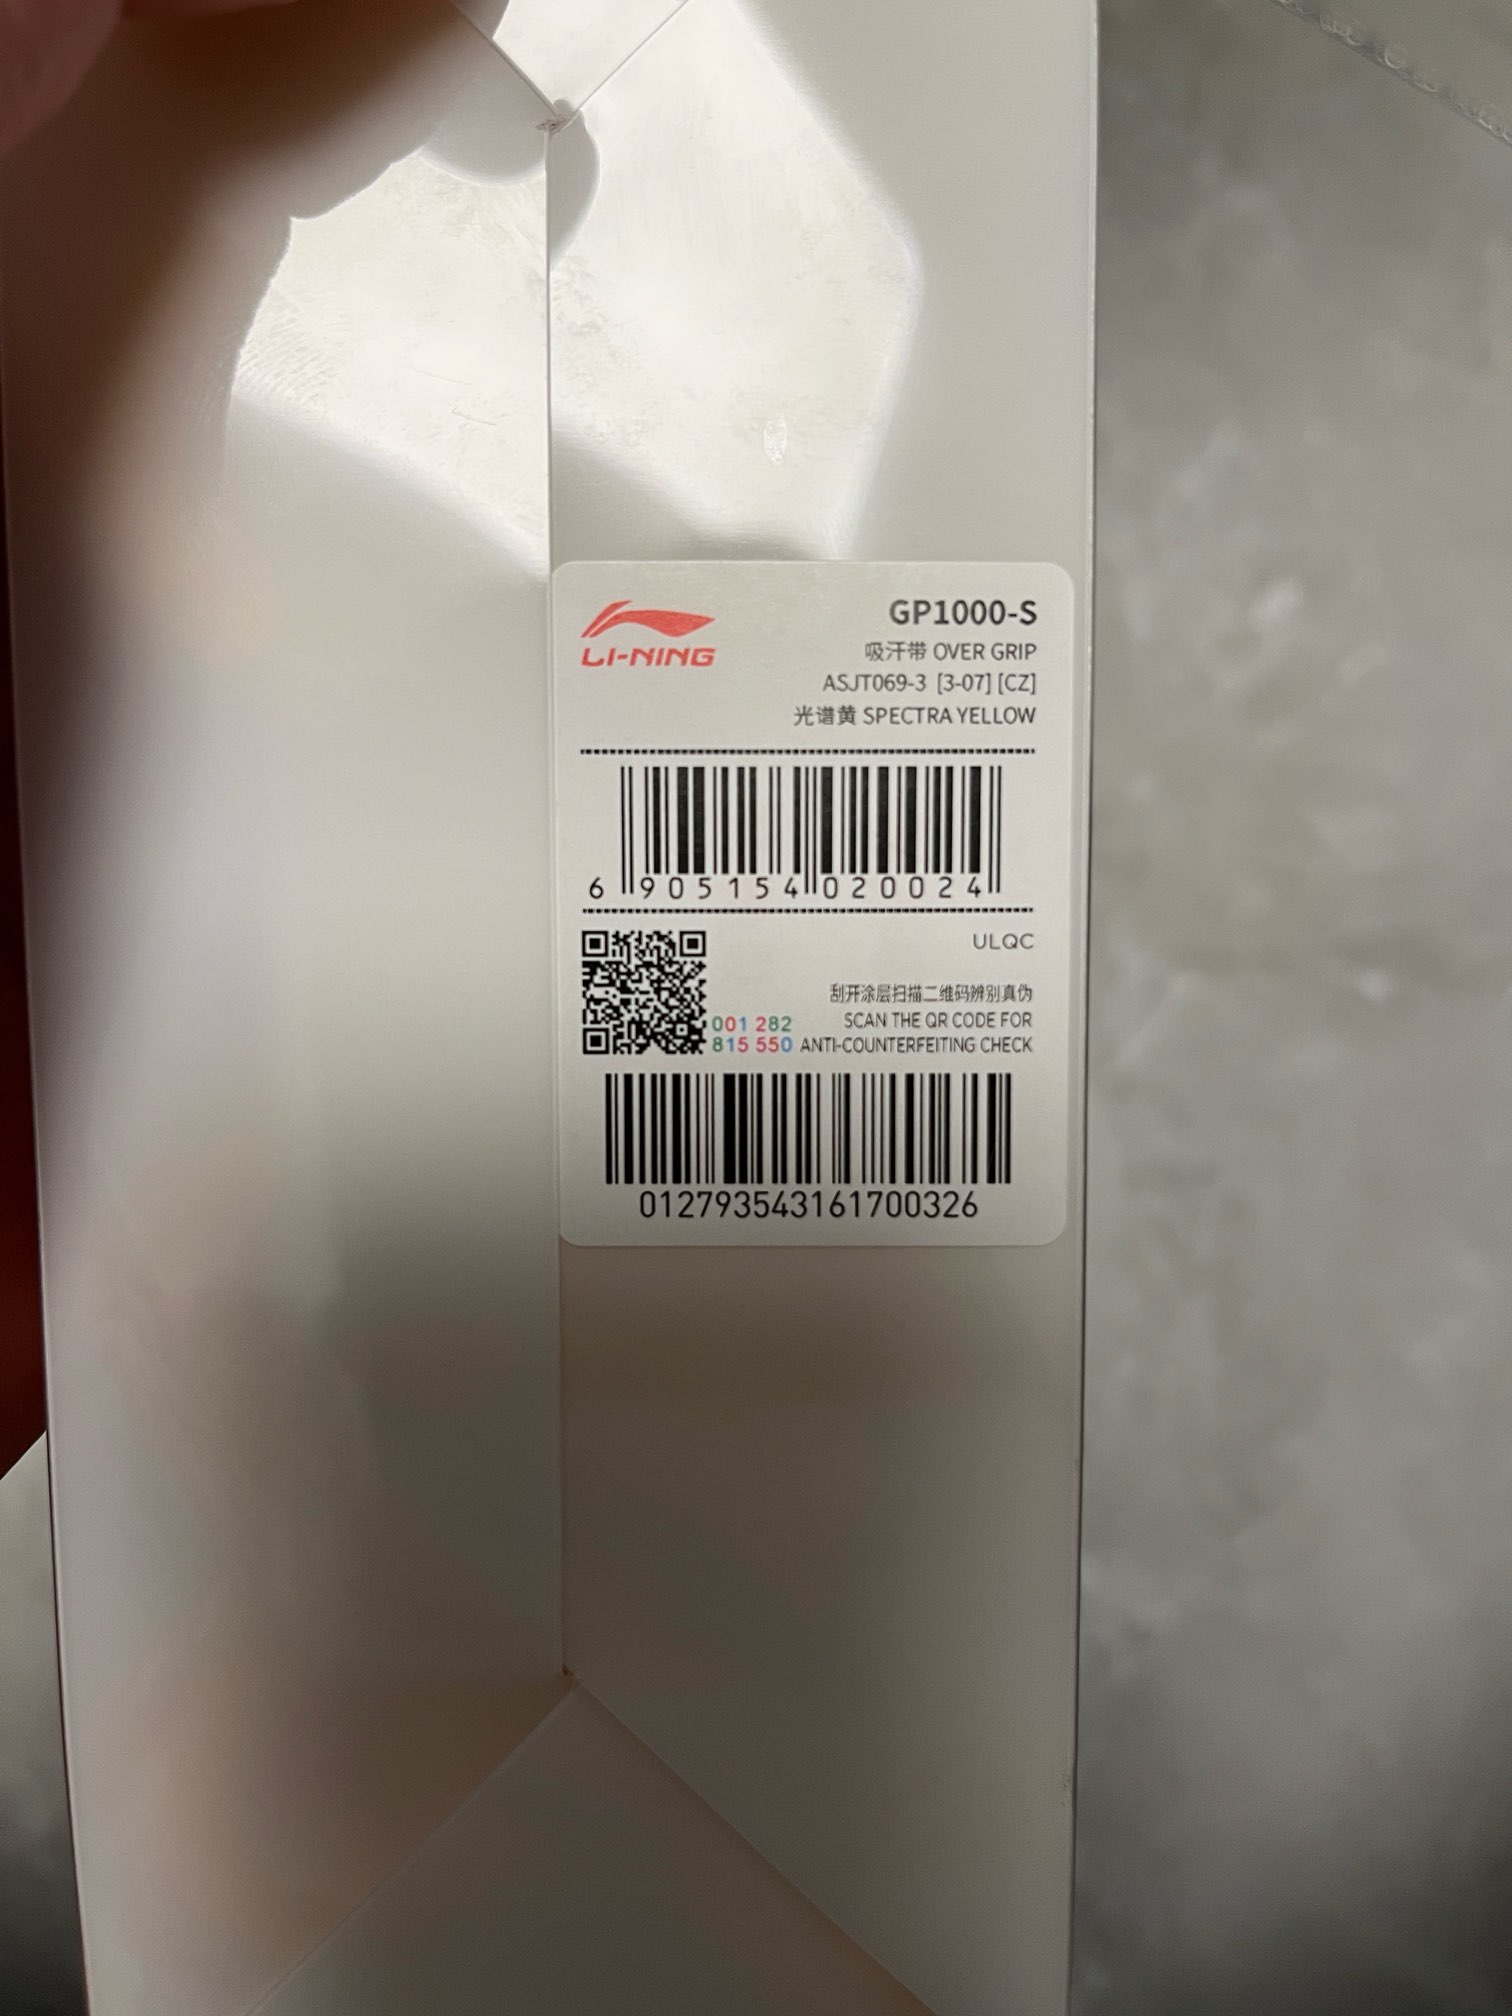 LI-NING
GP1000-S
吸汗带 OVER GRIP
ASJT069-3 [3-07] [CZ]
光谱黄 SPECTRA YELLOW
6 905154 020024
ULQC
刮开涂层扫描二维码辨别真伪
001 282 SCAN THE QR CODE FOR
815 550 ANTI-COUNTERFEITING CHECK
012793543161700326